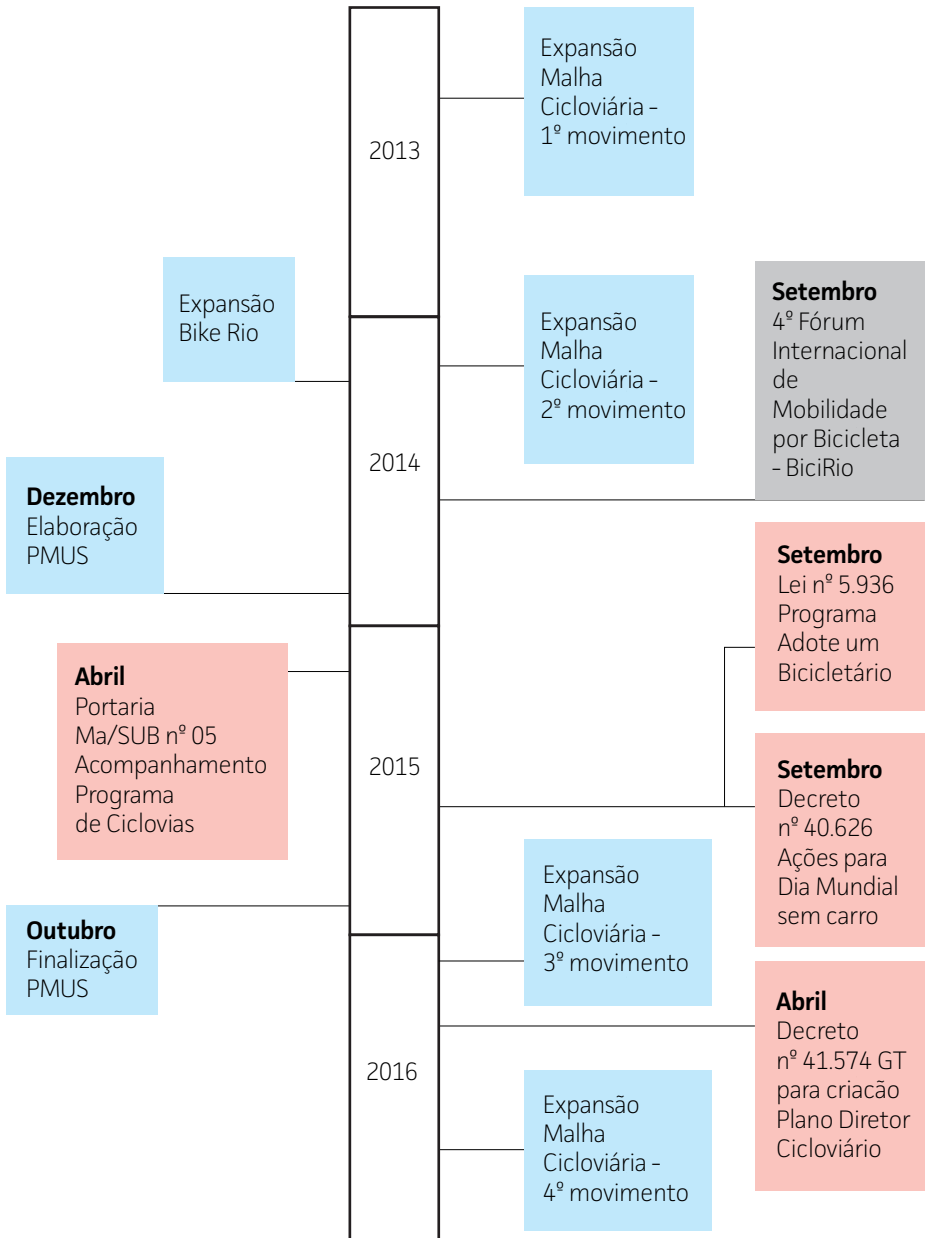 2013
Expansão
Malha
Cicloviária -
1º movimento
Expansão
Bike Rio
2014
Expansão
Malha
Cicloviária -
2º movimento
Setembro
4º Fórum
Internacional
de
Mobilidade
por Bicicleta
- BiciRio
Dezembro
Elaboração
PMUS
Abril
Portaria
Ma/SUB nº 05
Acompanhamento
Programa
de Ciclovias
2015
Setembro
Lei nº 5.936
Programa
Adote um
Bicicletário
Setembro
Decreto
nº 40.626
Ações para
Dia Mundial
sem carro
Outubro
Finalização
PMUS
Expansão
Malha
Cicloviária -
3º movimento
2016
Abril
Decreto
nº 41.574 GT
para criacão
Plano Diretor
Cicloviário
Expansão
Malha
Cicloviária -
4º movimento